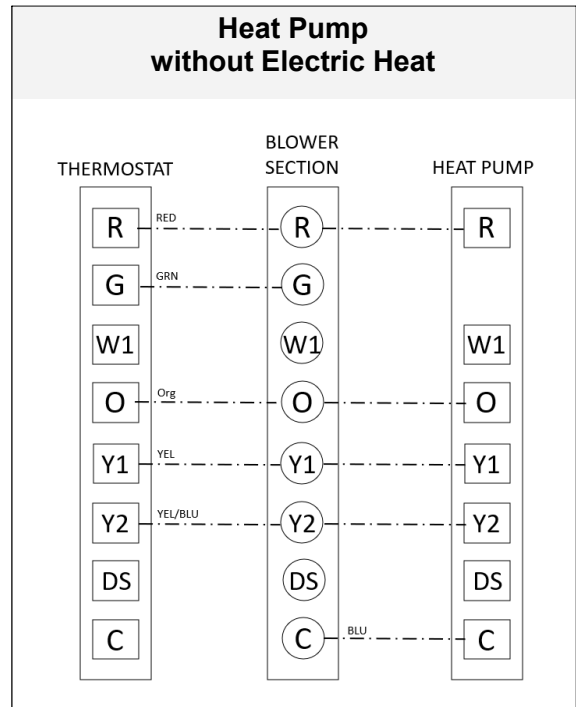 Heat Pump
without Electric Heat
THERMOSTAT
BLOWER
SECTION
HEAT PUMP
R RED R R
G GRN G
W1 W1 W1
O Org O O
Y1 YEL Y1 Y1
Y2 YEL/BLU Y2 Y2
DS DS DS
C C BLU C